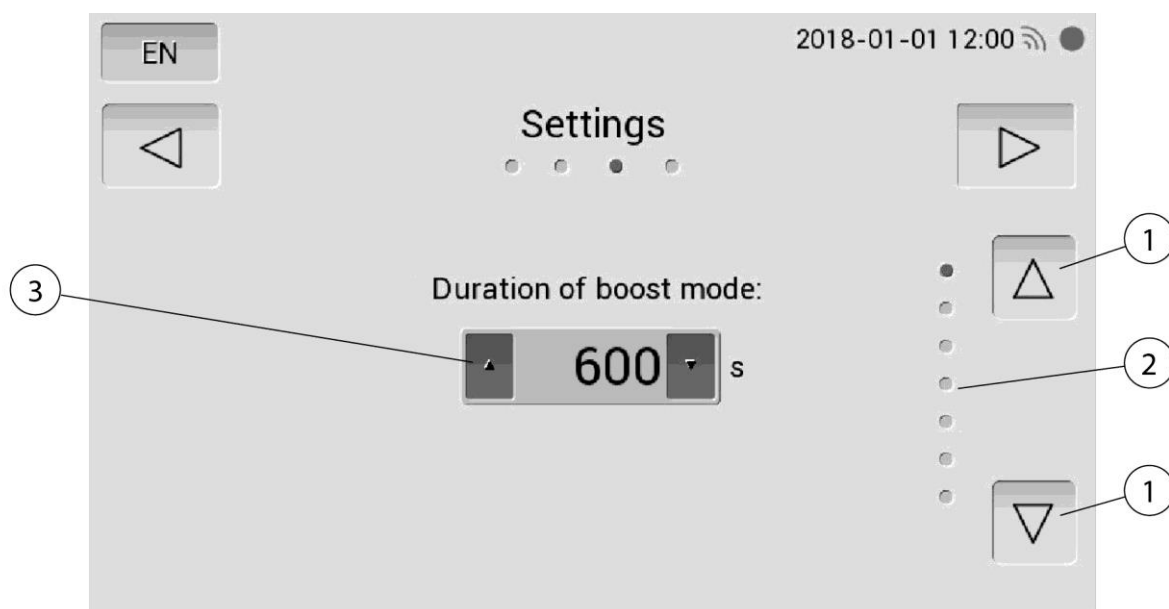 EN
2018-01-01 12:00
Settings
1
3
Duration of boost mode:
600 s
2
1